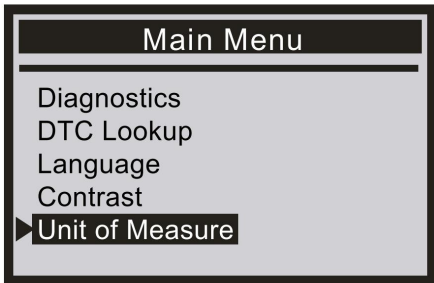 Main Menu
Diagnostics
DTC Lookup
Language
Contrast
Unit of Measure